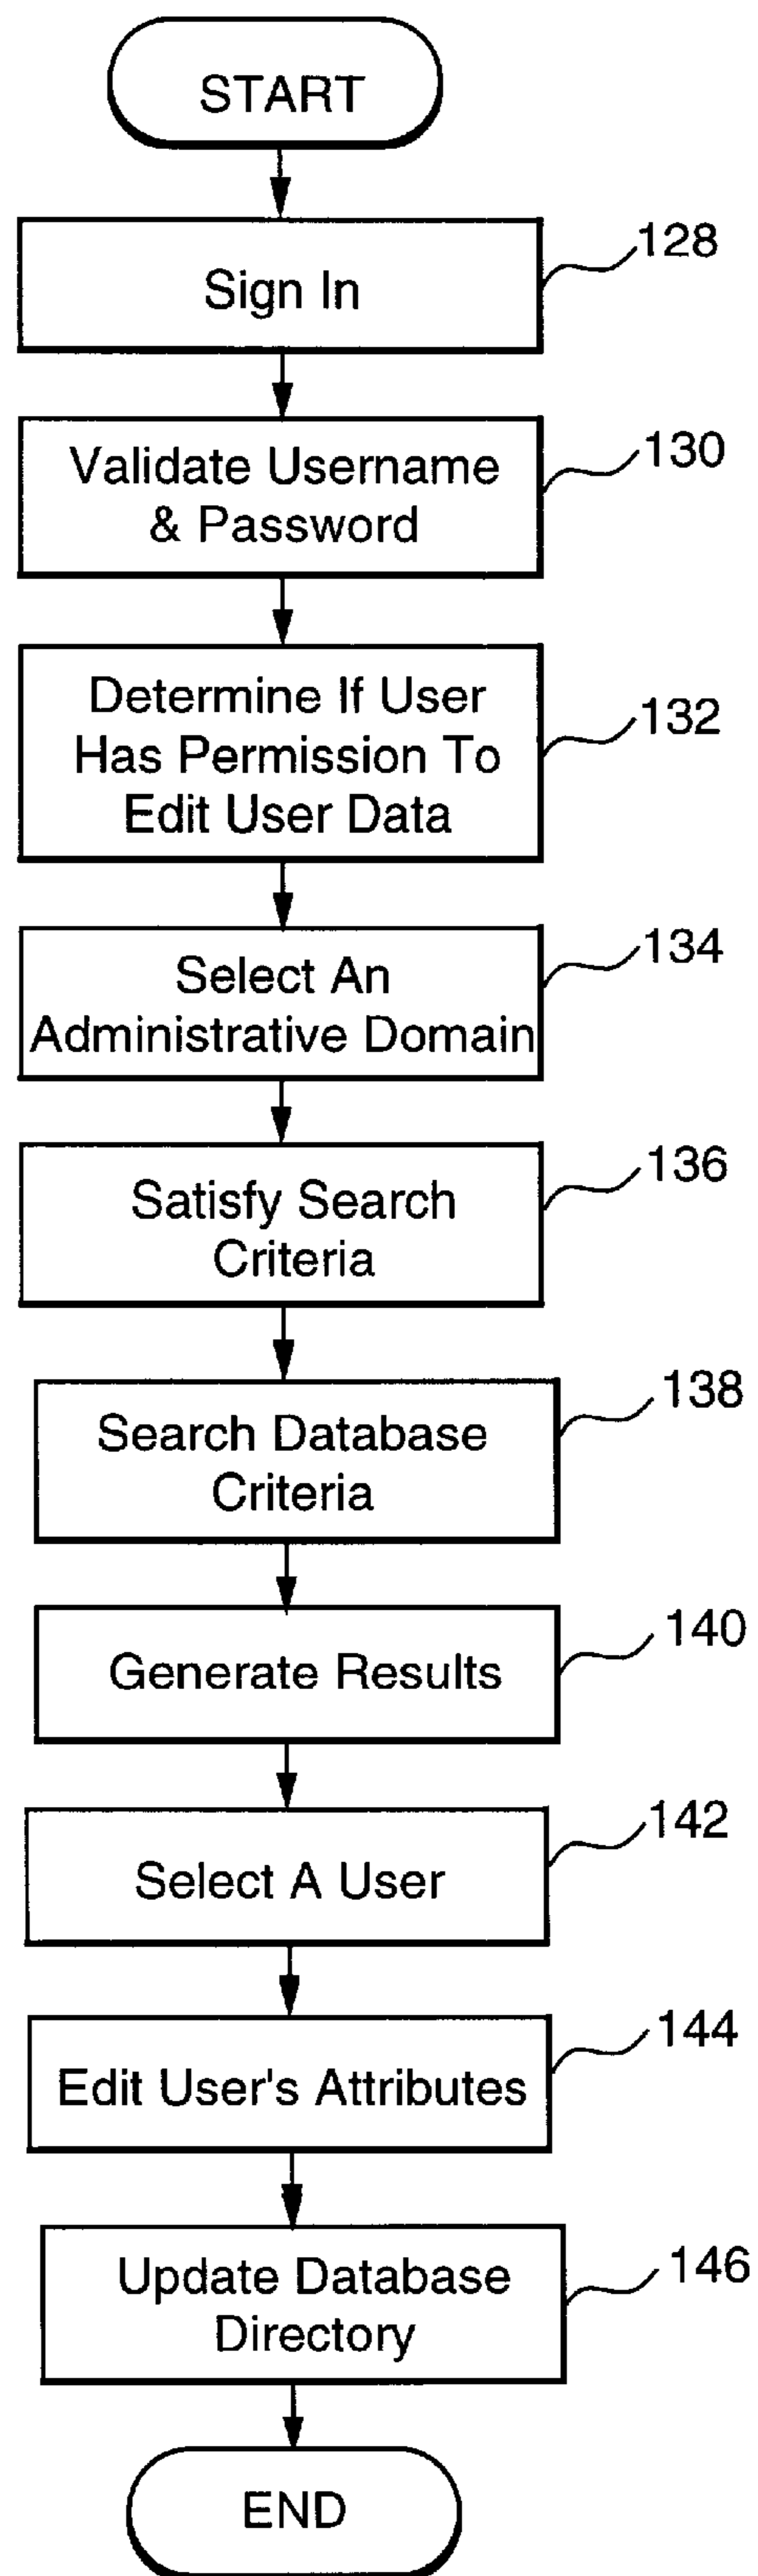 START
Sign In
128
Validate Username
& Password
130
Determine If User
Has Permission To
Edit User Data
132
Select An
Administrative Domain
134
Satisfy Search
Criteria
136
Search Database
Criteria
138
Generate Results
140
Select A User
142
Edit User's Attributes
144
Update Database
Directory
146
END